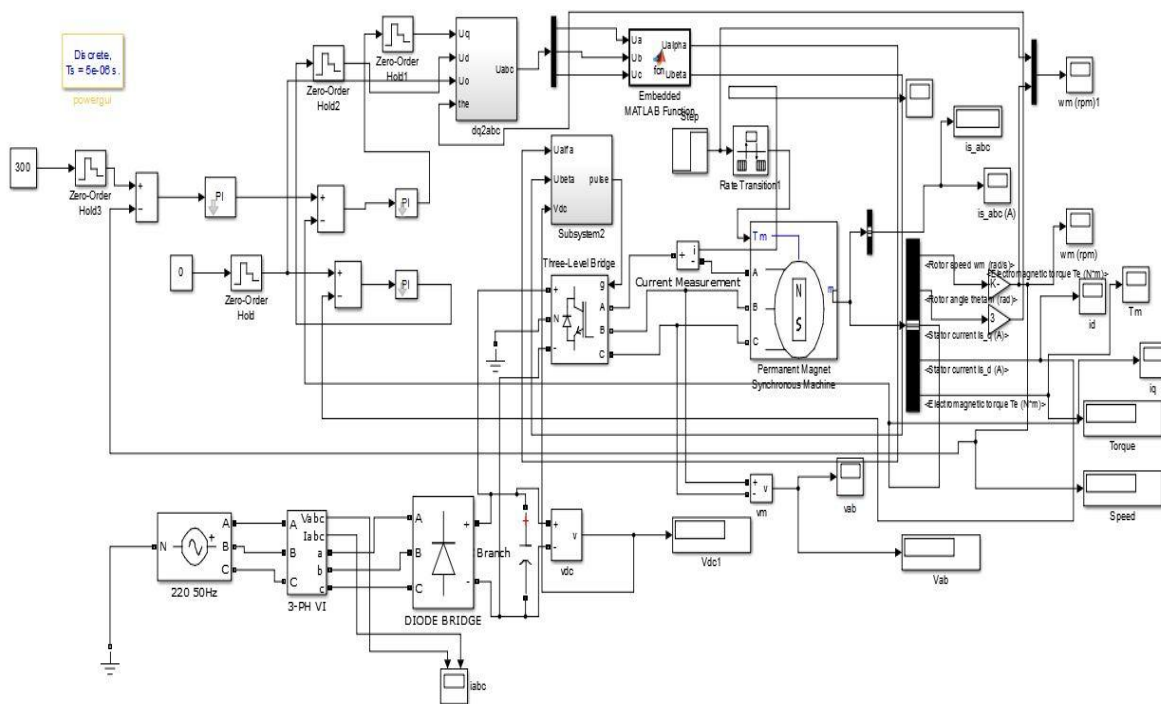 Discrete,
Ts = 5e-06 s.
powergui
Zero-Order
Hold2
Zero-Order
Hold1
Uq
Ud
Uo
the
Uabc
dq2abc
Ua
Ub
Uc
fcn
Ualpha
Ubeta
Embedded
MATLAB Function
Step
Rate Transition1
wm (rpm)1
is_abc
is_abc (A)
wm (rpm)
300
Zero-Order
Hold3
+
-
PI
+
-
PI
0
Zero-Order
Hold
+
-
PI
Ualfa
Ubeta
Vdc
pulse
Subsystem2
Three-Level Bridge
+
N
-
g
A
B
C
+
-
i
Current Measurement
Tm
A
B
C
N
S
m
Permanent Magnet
Synchronous Machine
<Rotor speed wm (rad/s)>
<Electromagnetic torque Te (N*m)>
K-
<Rotor angle thetam (rad)>
3
<Stator current is_q (A)>
<Stator current is_d (A)>
<Electromagnetic torque Te (N*m)>
id
Tm
iq
Torque
Speed
N
+
A
B
C
220 50Hz
A
B
C
Vabc
Iabc
a
b
c
3-PH VI
A
B
C
+
-
DIODE BRIDGE
+
Branch
+
-
v
vdc
Vdc1
+
-
v
vm
vab
Vab
iabc